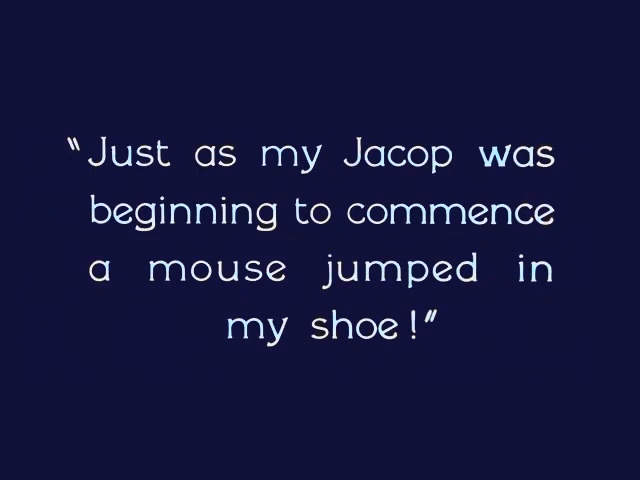 “Just as my Jacop was
beginning to commence
a mouse jumped in
my shoe!”